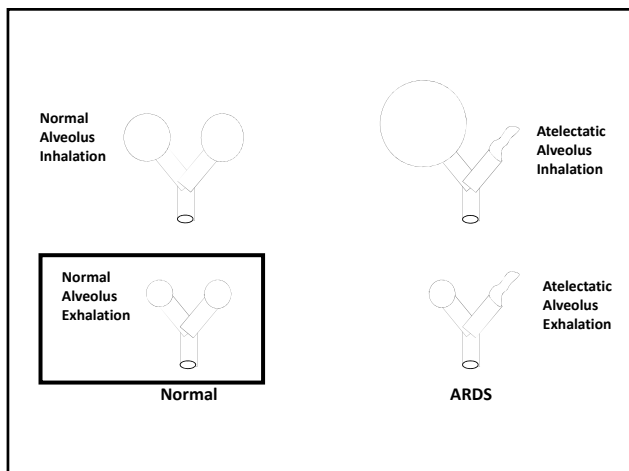 Normal
Alveolus
Inhalation
Atelectatic
Alveolus
Inhalation
Normal
Alveolus
Exhalation
Atelectatic
Alveolus
Exhalation
Normal
ARDS